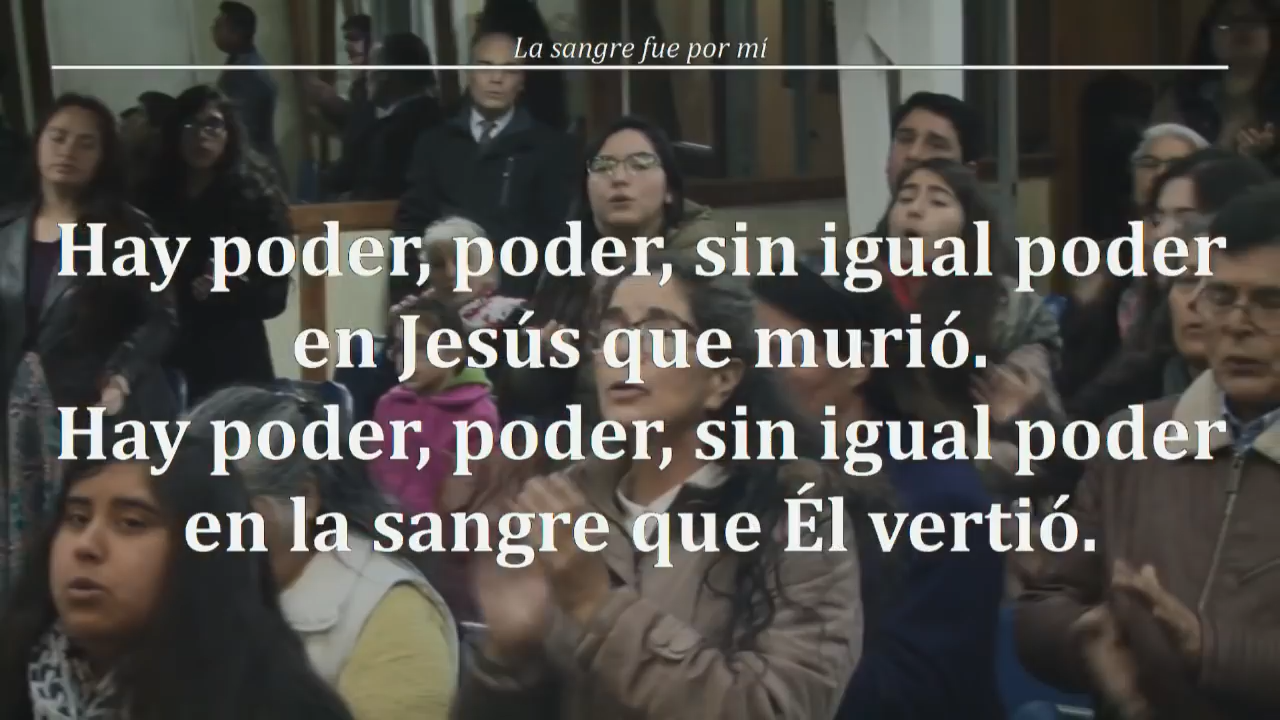 La sangre fue por mí
Hay poder, poder, sin igual poder
en Jesús que murió.
Hay poder, poder, sin igual poder
en la sangre que Él vertió.